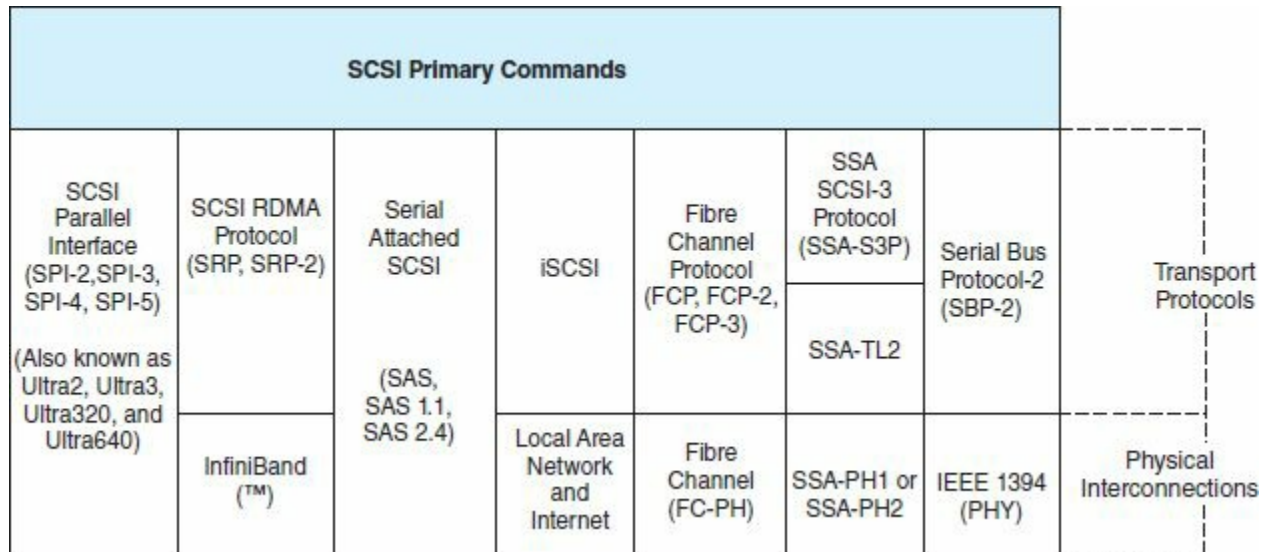 SCSI Primary Commands
SCSI
Parallel
Interface
(SPI-2,SPI-3,
SPI-4, SPI-5)
(Also known as
Ultra2, Ultra3,
Ultra320, and
Ultra640)
SCSI RDMA
Protocol
(SRP, SRP-2)
InfiniBand
(™)
Serial
Attached
SCSI
(SAS,
SAS 1.1,
SAS 2.4)
iSCSI
Local Area
Network
and
Internet
Fibre
Channel
Protocol
(FCP, FCP-2,
FCP-3)
Fibre
Channel
(FC-PH)
SSA
SCSI-3
Protocol
(SSA-S3P)
SSA-TL2
SSA-PH1 or
SSA-PH2
Serial Bus
Protocol-2
(SBP-2)
IEEE 1394
(PHY)
Transport
Protocols
Physical
Interconnections